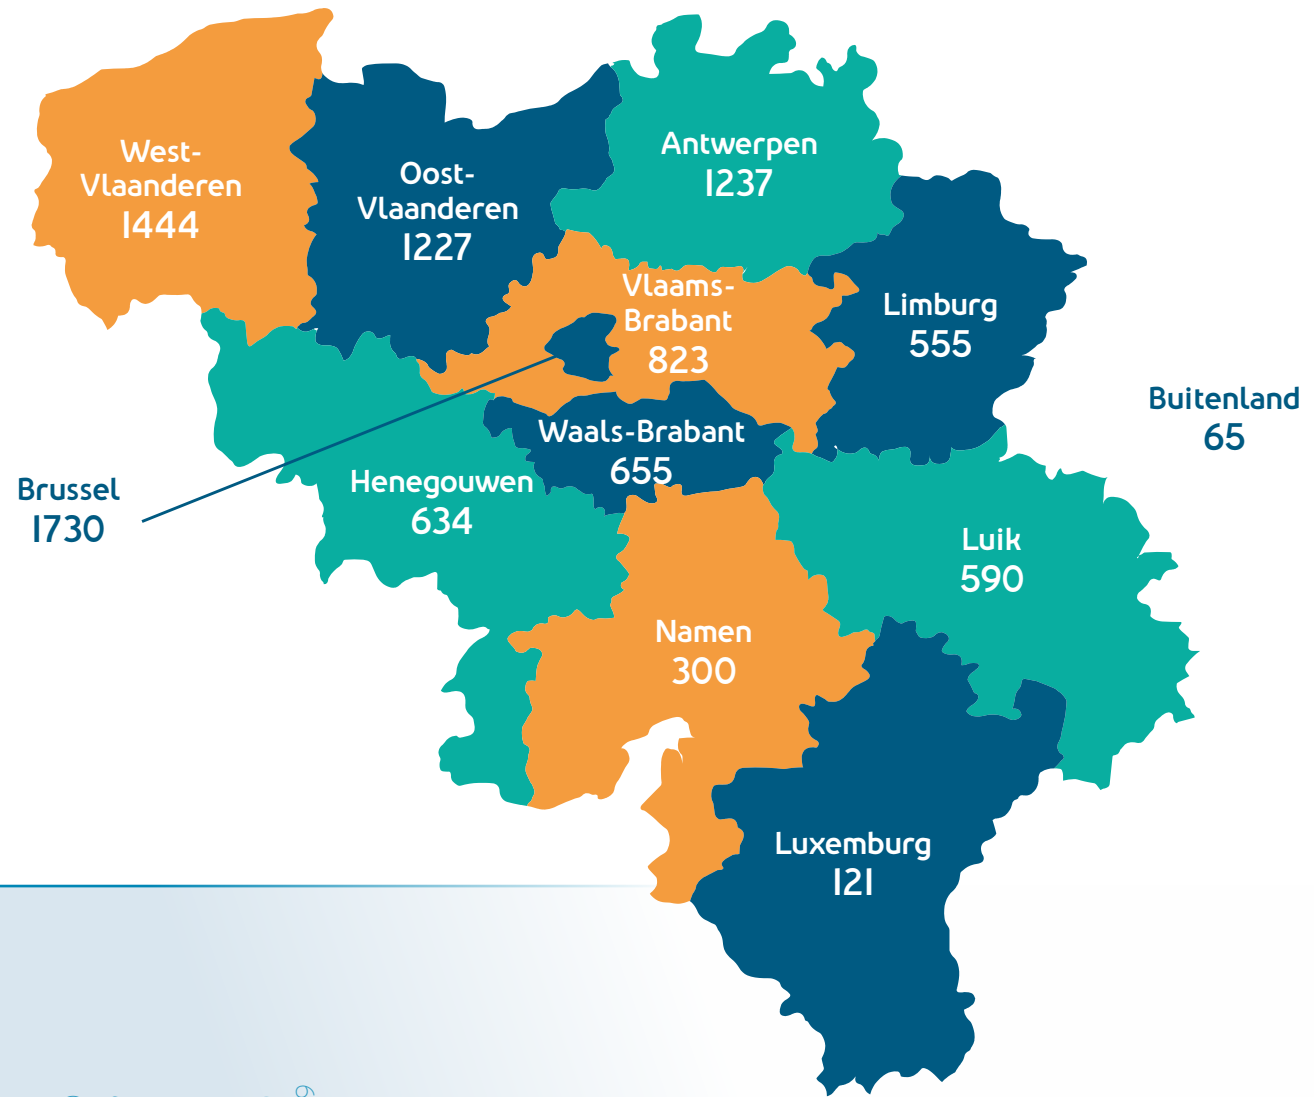 West-
Vlaanderen
1444
Oost-
Vlaanderen
1227
Antwerpen
1237
Vlaams-
Brabant
823
Limburg
555
Buitenland
65
Brussel
1730
Waals-Brabant
655
Henegouwen
634
Luik
590
Namen
300
Luxemburg
121